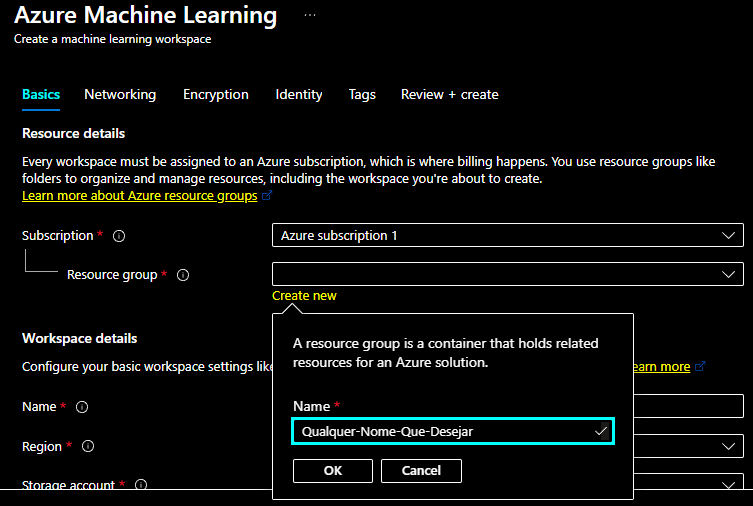 Azure Machine Learning ...
Create a machine learning workspace
Basics Networking Encryption Identity Tags Review + create
Resource details
Every workspace must be assigned to an Azure subscription, which is where billing happens. You use resource groups like
folders to organize and manage resources, including the workspace you're about to create.
Learn more about Azure resource groups
Subscription * Azure subscription 1
Resource group *
Create new
A resource group is a container that holds related
resources for an Azure solution.
Name *
Qualquer-Nome-Que-Desejar
OK Cancel
Workspace details
Configure your basic workspace settings like earn more
Name *
Region *
Storage account *